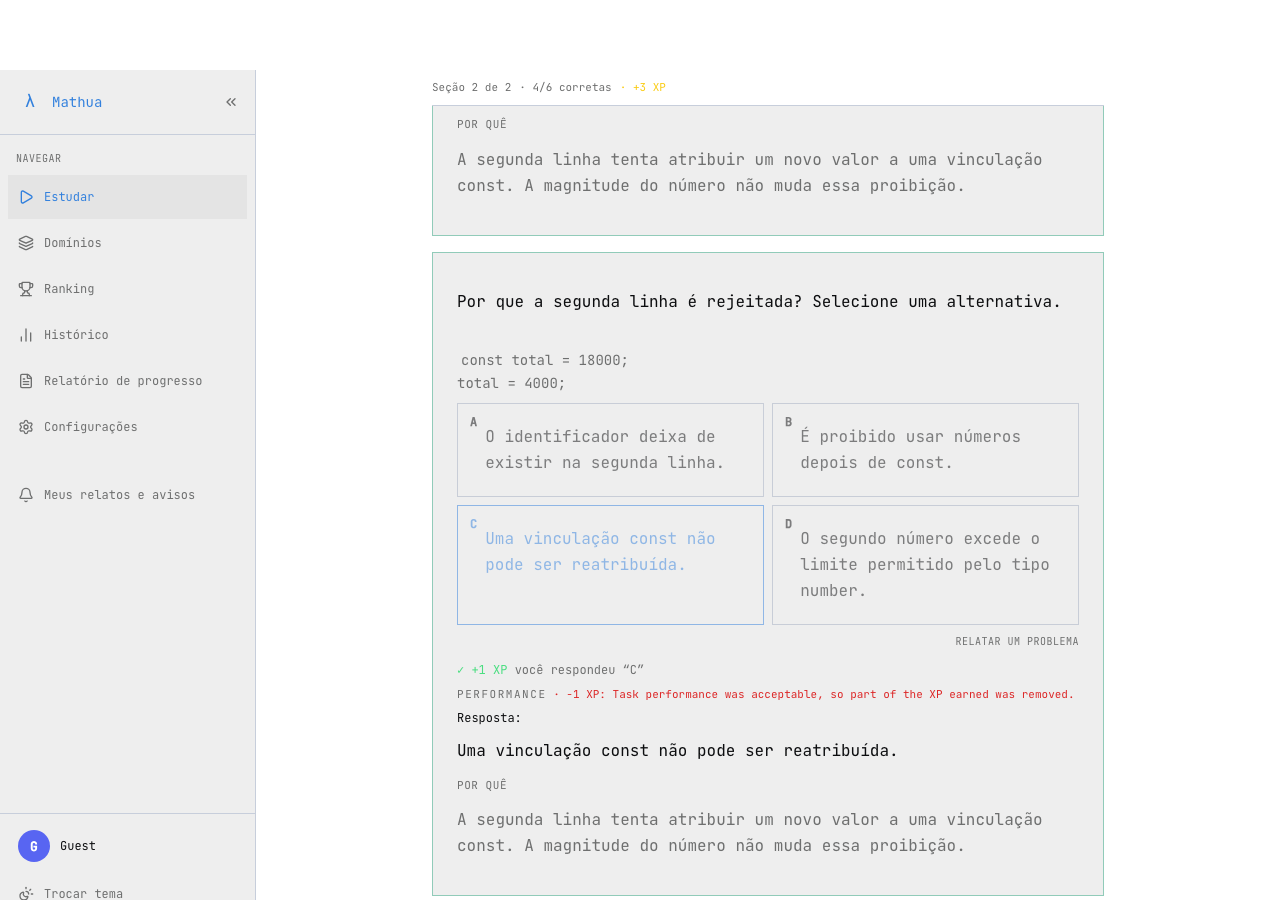 λ Mathua
NAVEGAR
Estudar
Domínios
Ranking
Histórico
Relatório de progresso
Configurações
Meus relatos e avisos
G Guest
Trocar tema
Seção 2 de 2 · 4/6 corretas · +3 XP
POR QUÊ
A segunda linha tenta atribuir um novo valor a uma vinculação
const. A magnitude do número não muda essa proibição.
Por que a segunda linha é rejeitada? Selecione uma alternativa.
const total = 18000;
total = 4000;
A
O identificador deixa de
existir na segunda linha.
B
É proibido usar números
depois de const.
C
Uma vinculação const não
pode ser reatribuída.
D
O segundo número excede o
limite permitido pelo tipo
number.
RELATAR UM PROBLEMA
✓ +1 XP você respondeu “C”
PERFORMANCE · -1 XP: Task performance was acceptable, so part of the XP earned was removed.
Resposta:
Uma vinculação const não pode ser reatribuída.
POR QUÊ
A segunda linha tenta atribuir um novo valor a uma vinculação
const. A magnitude do número não muda essa proibição.